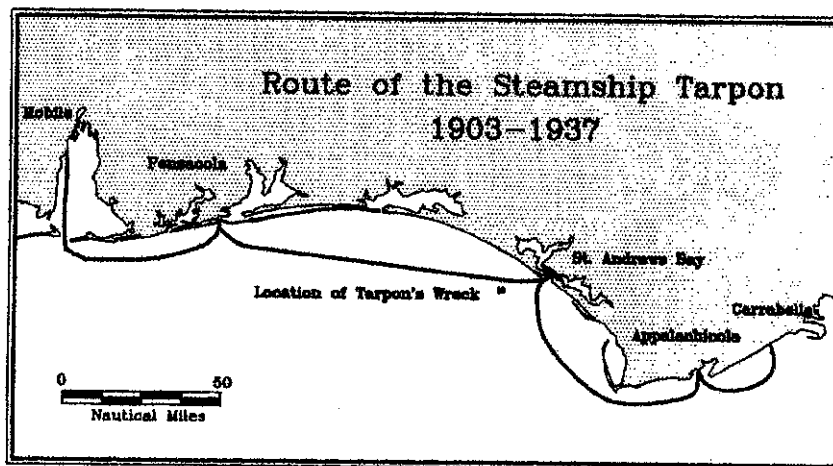 Route of the Steamship Tarpon
1903-1937
Mobile
Pensacola
St. Andrews Bay
Location of Tarpon's Wreck
Carrabelle
Appalachicola
0 50
Nautical Miles